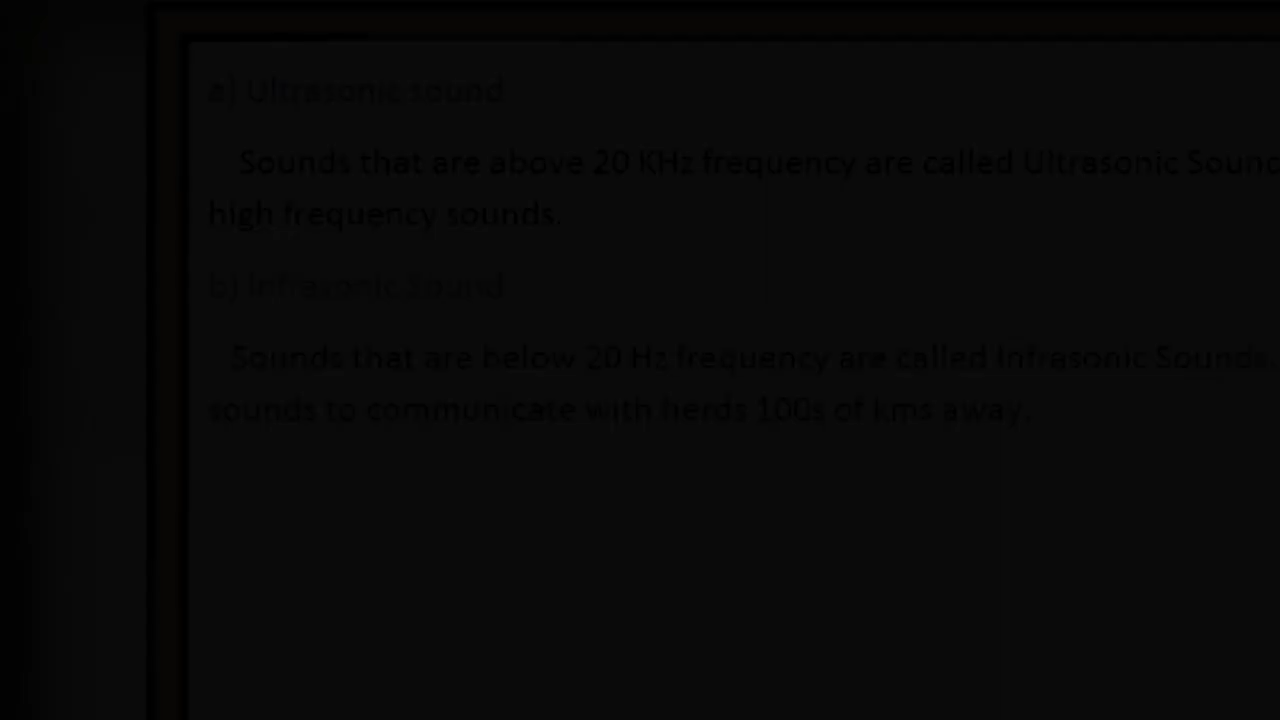 a) Ultrasonic sound
Sounds that are above 20 KHz frequency are called Ultrasonic Sound
high frequency sounds.
b) Infrasonic Sound
Sounds that are below 20 Hz frequency are called Infrasonic Sounds.
sounds to communicate with herds 100s of kms away.